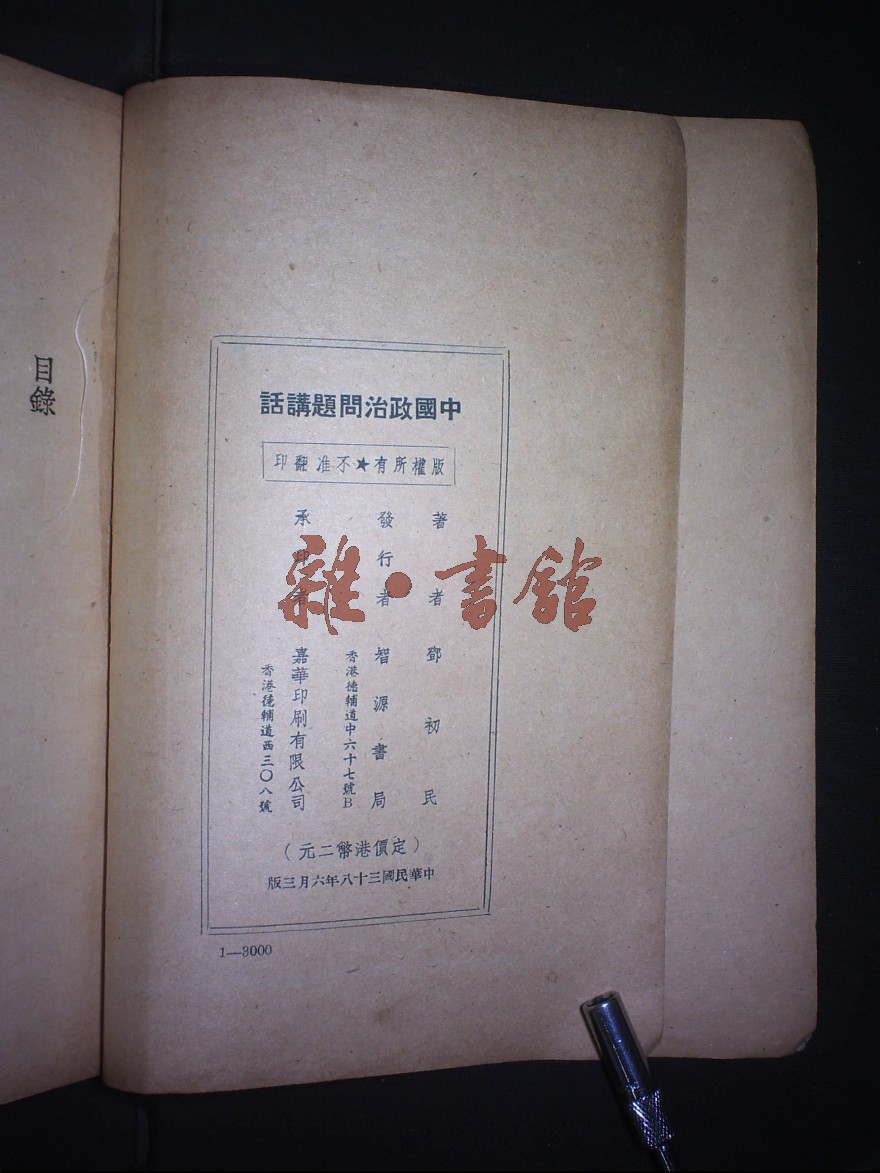 中國政治問題講話
版權所有★不准翻印
著者 鄧初民
發行者 智源書局
香港德輔道中六十七號B
承印者 嘉華印刷有限公司
香港德輔道西三〇八號
(定價港幣二元)
中華民國三十八年六月三版
1—3000
目錄
雜·書館